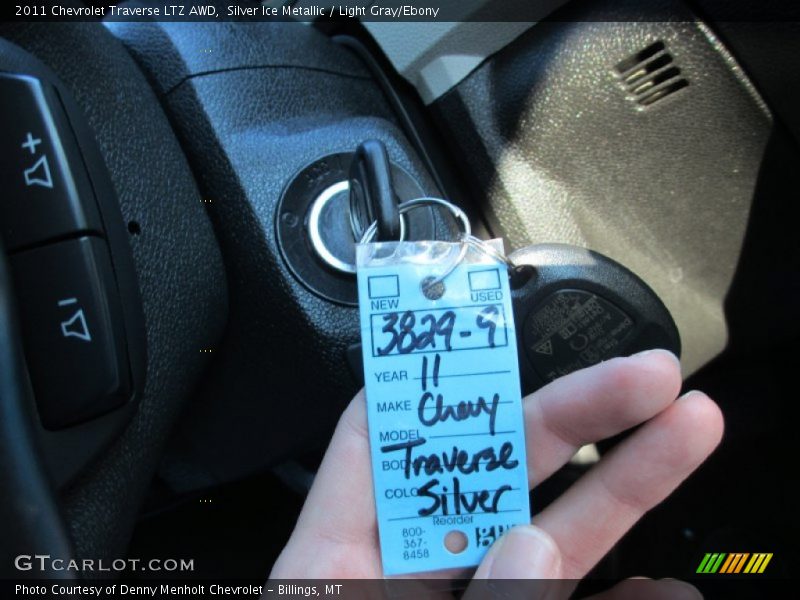 2011 Chevrolet Traverse LTZ AWD, Silver Ice Metallic / Light Gray/Ebony
NEW USED
3829-9
YEAR 11
MAKE Chevy
MODEL
Traverse
BOD
COLO Silver
Reorder
800-
367-
8458
GTCARLOT.COM
Photo Courtesy of Denny Menholt Chevrolet - Billings, MT